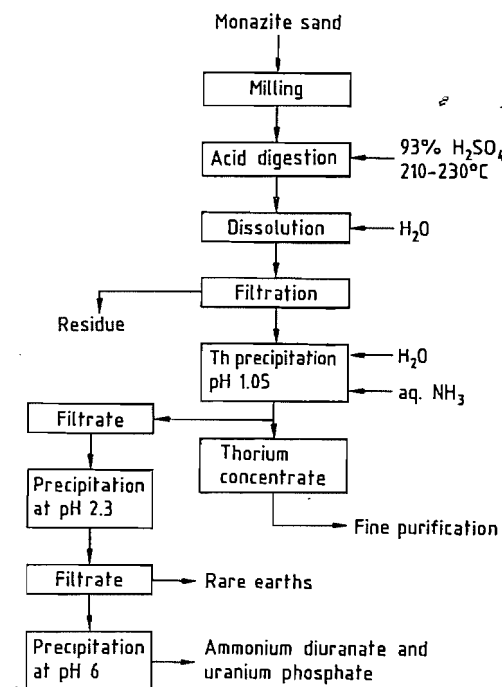 Monazite sand
Milling
Acid digestion
93% H₂SO₄
210-230°C
Dissolution
H₂O
Filtration
Residue
Th precipitation
pH 1.05
H₂O
aq. NH₃
Filtrate
Thorium
concentrate
Precipitation
at pH 2.3
Fine purification
Filtrate
Rare earths
Precipitation
at pH 6
Ammonium diuranate and
uranium phosphate